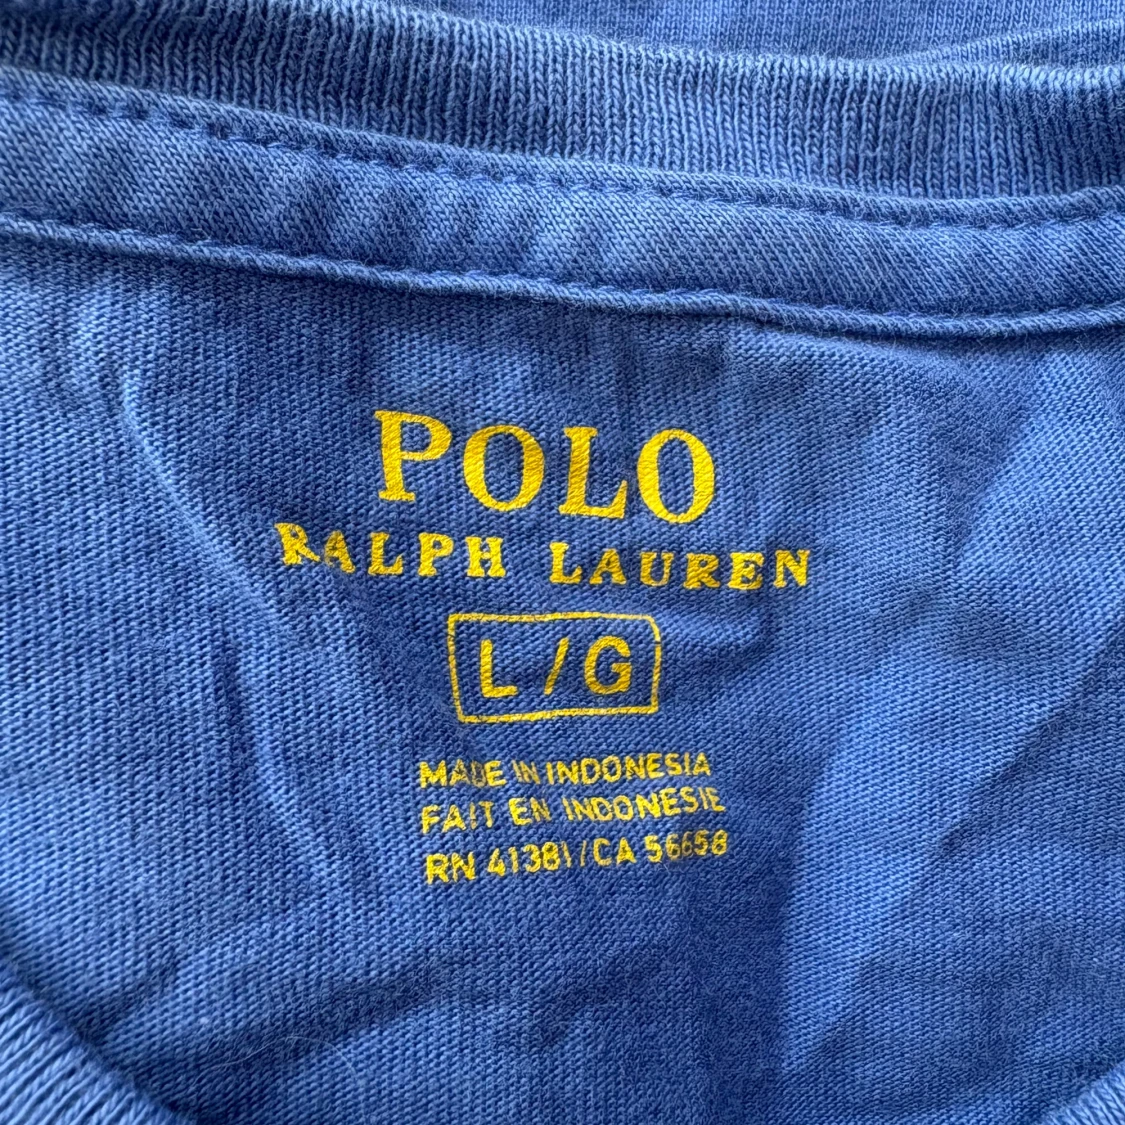 POLO
RALPH LAUREN
L/G
MADE IN INDONESIA
FAIT EN INDONESIE
RN 41381/CA 56658